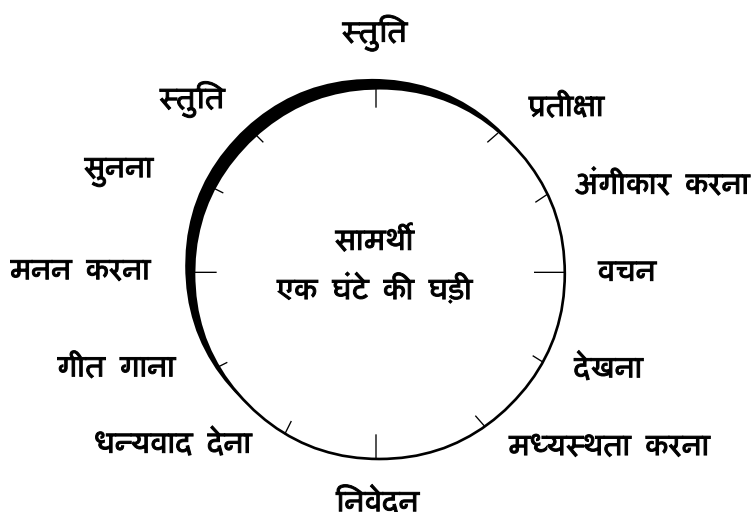 स्तुति
प्रतीक्षा
अंगीकार करना
वचन
देखना
मध्यस्थता करना
निवेदन
धन्यवाद देना
गीत गाना
मनन करना
सुनना
स्तुति
सामर्थी
एक घंटे की घड़ी